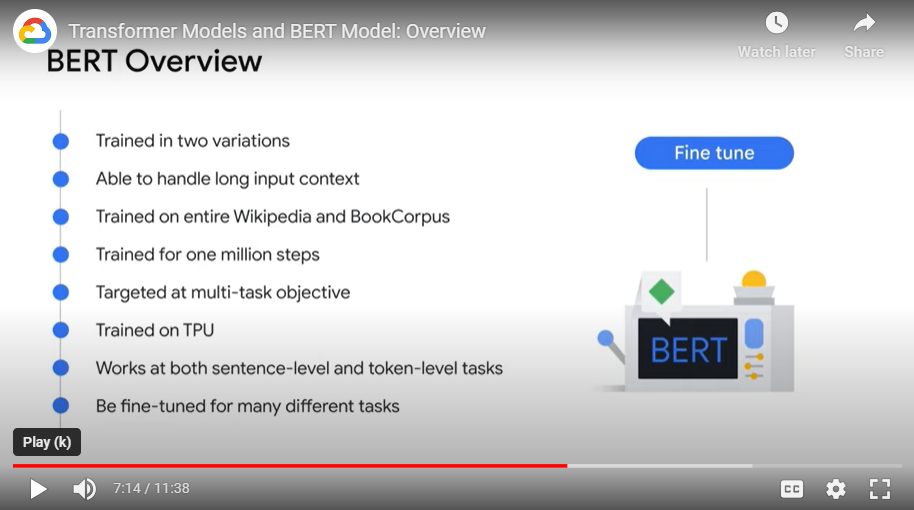 Transformer Models and BERT Model: Overview
Watch later
Share
BERT Overview
Trained in two variations
Able to handle long input context
Trained on entire Wikipedia and BookCorpus
Trained for one million steps
Targeted at multi-task objective
Trained on TPU
Works at both sentence-level and token-level tasks
Be fine-tuned for many different tasks
Fine tune
BERT
Play (k)
7:14 / 11:38
CC